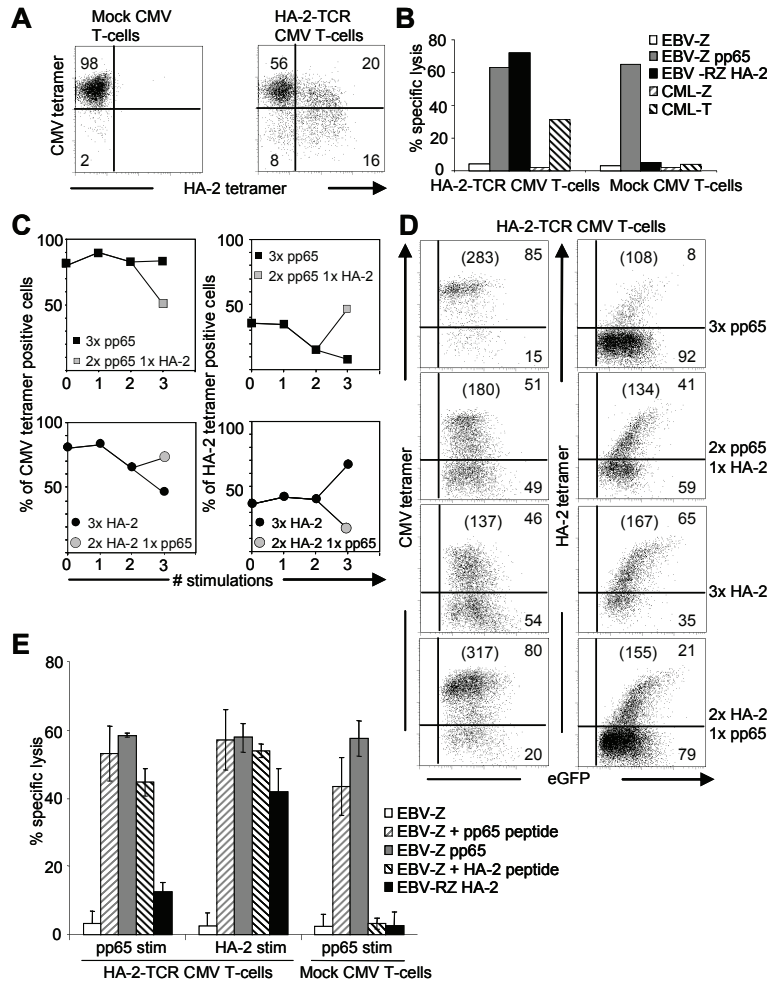 A
Mock CMV
T-cells
HA-2-TCR
CMV T-cells
CMV tetramer
98
2
56
20
8
16
HA-2 tetramer
B
% specific lysis
80
60
40
20
0
EBV-Z
EBV-Z pp65
EBV -RZ HA-2
CML-Z
CML-T
HA-2-TCR CMV T-cells
Mock CMV T-cells
C
% of CMV tetramer positive cells
100
50
3x pp65
2x pp65 1x HA-2
0 1 2 3
% of HA-2 tetramer positive cells
100
50
3x pp65
2x pp65 1x HA-2
0 1 2 3
100
50
3x HA-2
2x HA-2 1x pp65
0 1 2 3
100
50
3x HA-2
2x HA-2 1x pp65
0 1 2 3
# stimulations
D
HA-2-TCR CMV T-cells
CMV tetramer
HA-2 tetramer
(283) 85
15
(108) 8
92
3x pp65
(180) 51
49
(134) 41
59
2x pp65
1x HA-2
(137) 46
54
(167) 65
35
3x HA-2
(317) 80
20
(155) 21
79
2x HA-2
1x pp65
eGFP
E
% specific lysis
80
60
40
20
0
pp65 stim
HA-2 stim
pp65 stim
HA-2-TCR CMV T-cells
Mock CMV T-cells
EBV-Z
EBV-Z + pp65 peptide
EBV-Z pp65
EBV-Z + HA-2 peptide
EBV-RZ HA-2